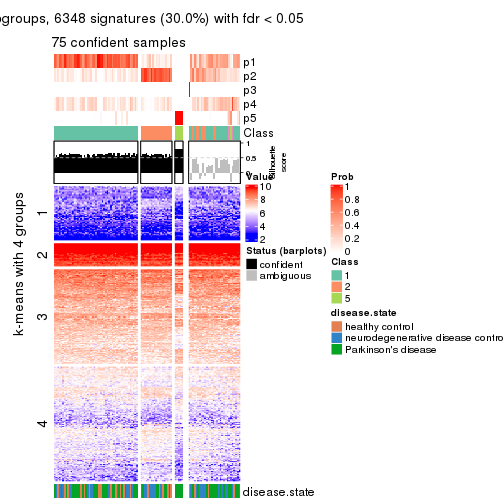 groups, 6348 signatures (30.0%) with fdr < 0.05
75 confident samples
p1
p2
p3
p4
p5
Class
1
0.5
0
Silhouette
score
k-means with 4 groups
1
2
3
4
Value
10
8
6
4
2
Status (barplots)
confident
ambiguous
Prob
1
0.8
0.6
0.4
0.2
0
Class
1
2
5
disease.state
healthy control
neurodegenerative disease contro
Parkinson's disease
disease.state